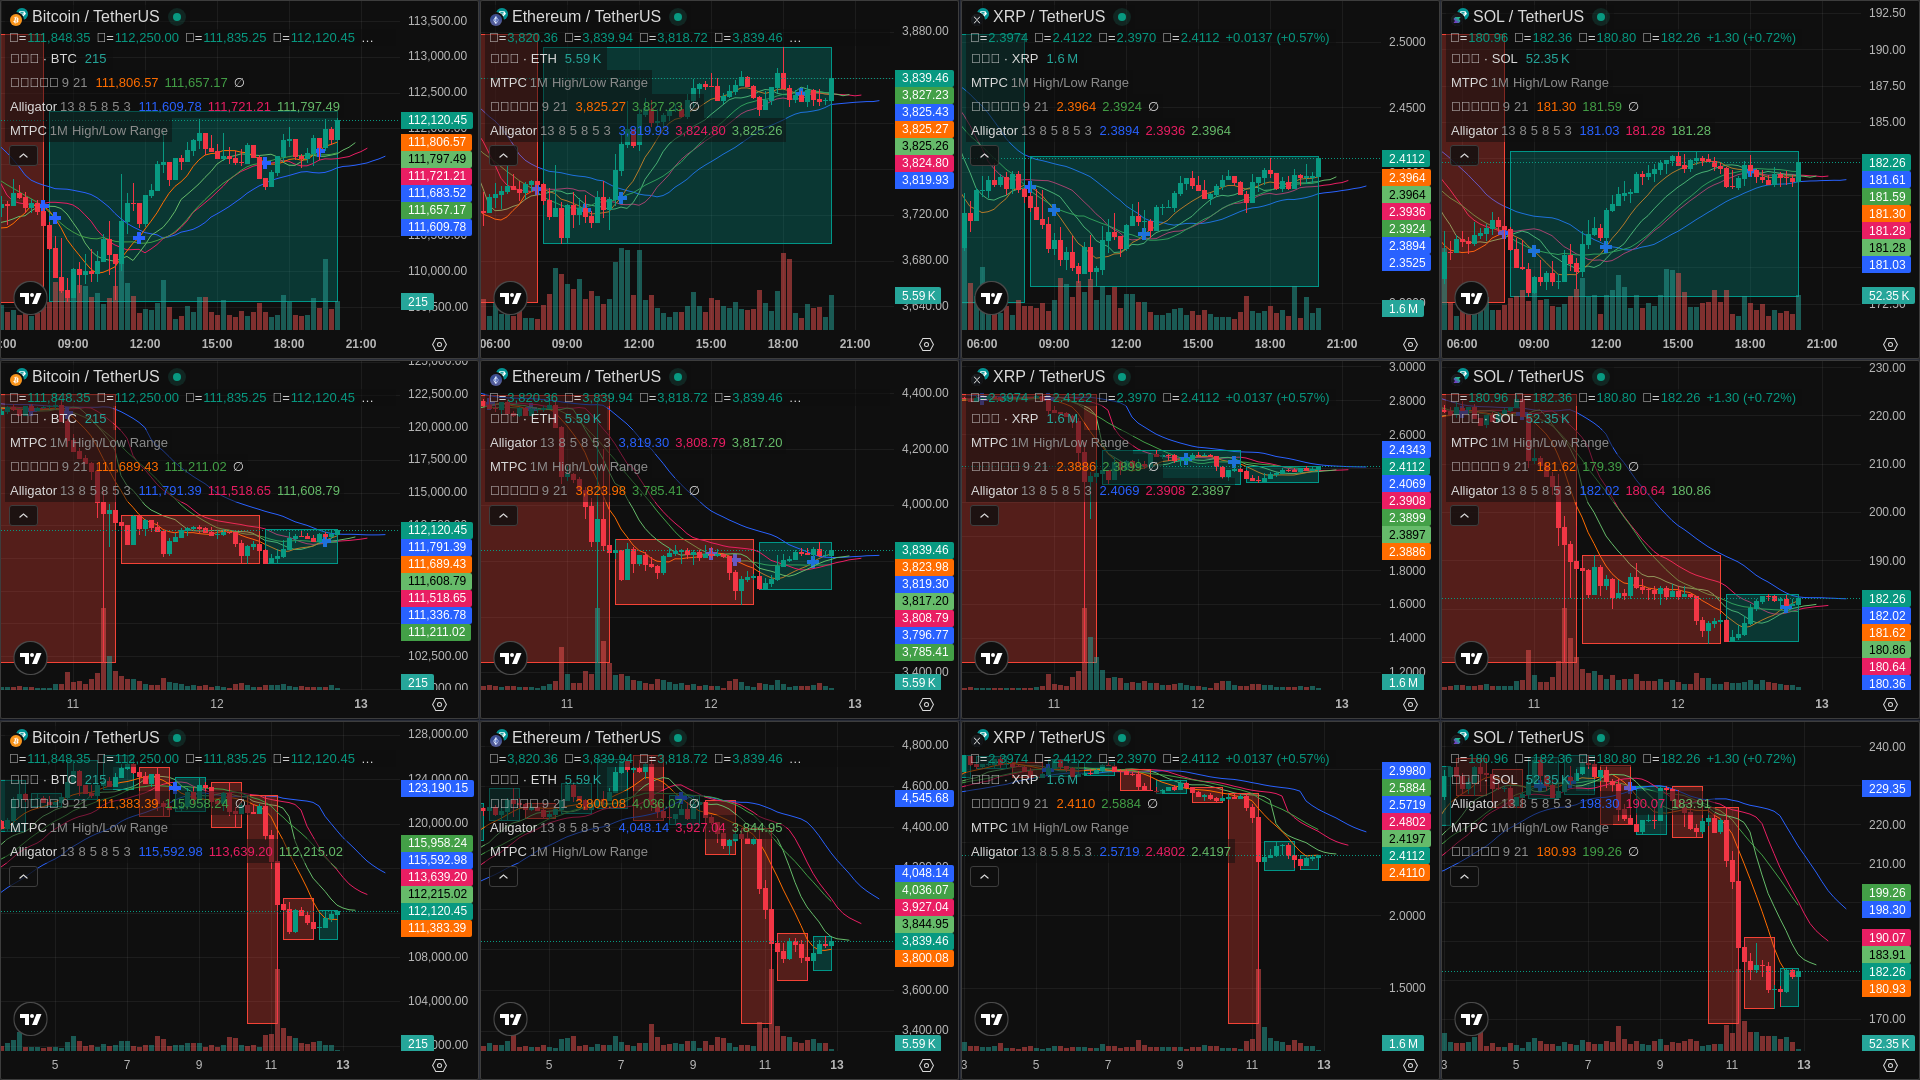 Bitcoin / TetherUS
=111,848.35 =112,250.00 =111,835.25 =112,120.45 ...
· BTC 215
9 21 111,806.57 111,657.17 ∅
Alligator 13 8 5 8 5 3 111,609.78 111,721.21 111,797.49
MTPC 1M High/Low Range
113,500.00
113,000.00
112,500.00
112,120.45
111,806.57
111,797.49
111,721.21
111,683.52
111,657.17
111,609.78
110,000.00
215
09:00 12:00 15:00 18:00 21:00
Ethereum / TetherUS
=3,820.36 =3,839.94 =3,818.72 =3,839.46 ...
· ETH 5.59 K
MTPC 1M High/Low Range
9 21 3,825.27 3,827.23 ∅
Alligator 13 8 5 8 5 3 3,819.93 3,824.80 3,825.26
3,880.00
3,839.46
3,827.23
3,825.43
3,825.27
3,825.26
3,824.80
3,819.93
3,720.00
3,680.00
5.59 K
3,640.00
06:00 09:00 12:00 15:00 18:00 21:00
XRP / TetherUS
=2.3974 =2.4122 =2.3970 =2.4112 +0.0137 (+0.57%)
· XRP 1.6 M
MTPC 1M High/Low Range
9 21 2.3964 2.3924 ∅
Alligator 13 8 5 8 5 3 2.3894 2.3936 2.3964
2.5000
2.4500
2.4112
2.3964
2.3964
2.3936
2.3924
2.3894
2.3525
1.6 M
06:00 09:00 12:00 15:00 18:00 21:00
SOL / TetherUS
=180.96 =182.36 =180.80 =182.26 +1.30 (+0.72%)
· SOL 52.35 K
MTPC 1M High/Low Range
9 21 181.30 181.59 ∅
Alligator 13 8 5 8 5 3 181.03 181.28 181.28
192.50
190.00
187.50
185.00
182.26
181.61
181.59
181.30
181.28
181.28
181.03
52.35 K
06:00 09:00 12:00 15:00 18:00 21:00
Bitcoin / TetherUS
=111,848.35 =112,250.00 =111,835.25 =112,120.45 ...
· BTC 215
MTPC 1M High/Low Range
9 21 111,689.43 111,211.02 ∅
Alligator 13 8 5 8 5 3 111,791.39 111,518.65 111,608.79
122,500.00
120,000.00
117,500.00
115,000.00
112,120.45
111,791.39
111,689.43
111,608.79
111,518.65
111,336.78
111,211.02
102,500.00
215
11 12 13
Ethereum / TetherUS
=3,820.36 =3,839.94 =3,818.72 =3,839.46 ...
· ETH 5.59 K
Alligator 13 8 5 8 5 3 3,819.30 3,808.79 3,817.20
MTPC 1M High/Low Range
9 21 3,823.98 3,785.41 ∅
4,400.00
4,200.00
4,000.00
3,839.46
3,823.98
3,819.30
3,817.20
3,808.79
3,796.77
3,785.41
3,400.00
5.59 K
11 12 13
XRP / TetherUS
=2.3974 =2.4122 =2.3970 =2.4112 +0.0137 (+0.57%)
· XRP 1.6 M
MTPC 1M High/Low Range
9 21 2.3886 2.3899 ∅
Alligator 13 8 5 8 5 3 2.4069 2.3908 2.3897
3.0000
2.8000
2.6000
2.4343
2.4112
2.4069
2.3908
2.3899
2.3897
2.3886
1.8000
1.6000
1.4000
1.2000
1.6 M
11 12 13
SOL / TetherUS
=180.96 =182.36 =180.80 =182.26 +1.30 (+0.72%)
· SOL 52.35 K
MTPC 1M High/Low Range
9 21 181.62 179.39 ∅
Alligator 13 8 5 8 5 3 182.02 180.64 180.86
230.00
220.00
210.00
200.00
190.00
182.26
182.02
181.62
180.86
180.64
180.36
11 12 13
Bitcoin / TetherUS
=111,848.35 =112,250.00 =111,835.25 =112,120.45 ...
· BTC 215
9 21 111,383.39 115,958.24 ∅
MTPC 1M High/Low Range
Alligator 13 8 5 8 5 3 115,592.98 113,639.20 112,215.02
128,000.00
124,000.00
123,190.15
120,000.00
115,958.24
115,592.98
113,639.20
112,215.02
112,120.45
111,383.39
108,000.00
104,000.00
215
5 7 9 11 13
Ethereum / TetherUS
=3,820.36 =3,839.94 =3,818.72 =3,839.46 ...
· ETH 5.59 K
9 21 3,800.08 4,036.07 ∅
Alligator 13 8 5 8 5 3 4,048.14 3,927.04 3,844.95
MTPC 1M High/Low Range
4,800.00
4,600.00
4,545.68
4,400.00
4,200.00
4,048.14
4,036.07
3,927.04
3,844.95
3,839.46
3,800.08
3,600.00
3,400.00
5.59 K
5 7 9 11 13
XRP / TetherUS
=2.3974 =2.4122 =2.3970 =2.4112 +0.0137 (+0.57%)
· XRP 1.6 M
9 21 2.4110 2.5884 ∅
MTPC 1M High/Low Range
Alligator 13 8 5 8 5 3 2.5719 2.4802 2.4197
2.9980
2.5884
2.5719
2.4802
2.4197
2.4112
2.4110
2.0000
1.5000
1.6 M
3 5 7 9 11 13
SOL / TetherUS
=180.96 =182.36 =180.80 =182.26 +1.30 (+0.72%)
· SOL 52.35 K
Alligator 13 8 5 8 5 3 198.30 190.07 183.91
MTPC 1M High/Low Range
9 21 180.93 199.26 ∅
240.00
229.35
220.00
210.00
199.26
198.30
190.07
183.91
182.26
180.93
170.00
52.35 K
3 5 7 9 11 13